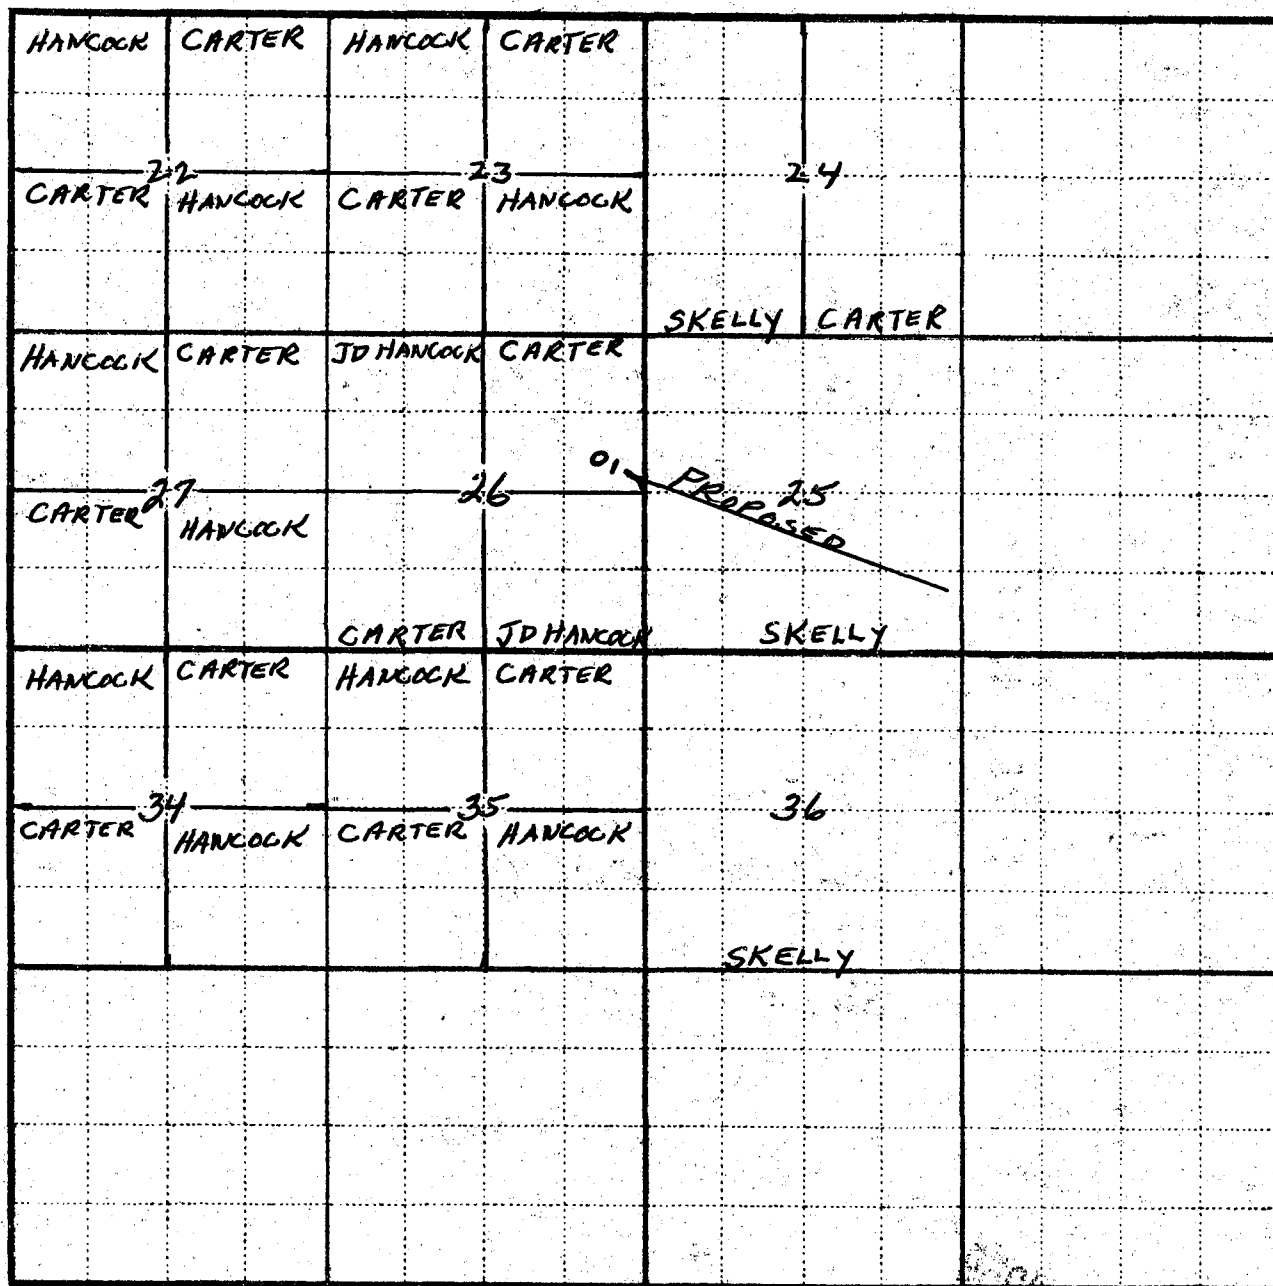 HANCOCK CARTER HANCOCK CARTER
22 23 24
CARTER HANCOCK CARTER HANCOCK
SKELLY CARTER
HANCOCK CARTER JD HANCOCK CARTER
01 PROPOSED
27 26 25
CARTER HANCOCK
CARTER JD HANCOCK SKELLY
HANCOCK CARTER HANCOCK CARTER
34 35 36
CARTER HANCOCK CARTER HANCOCK
SKELLY